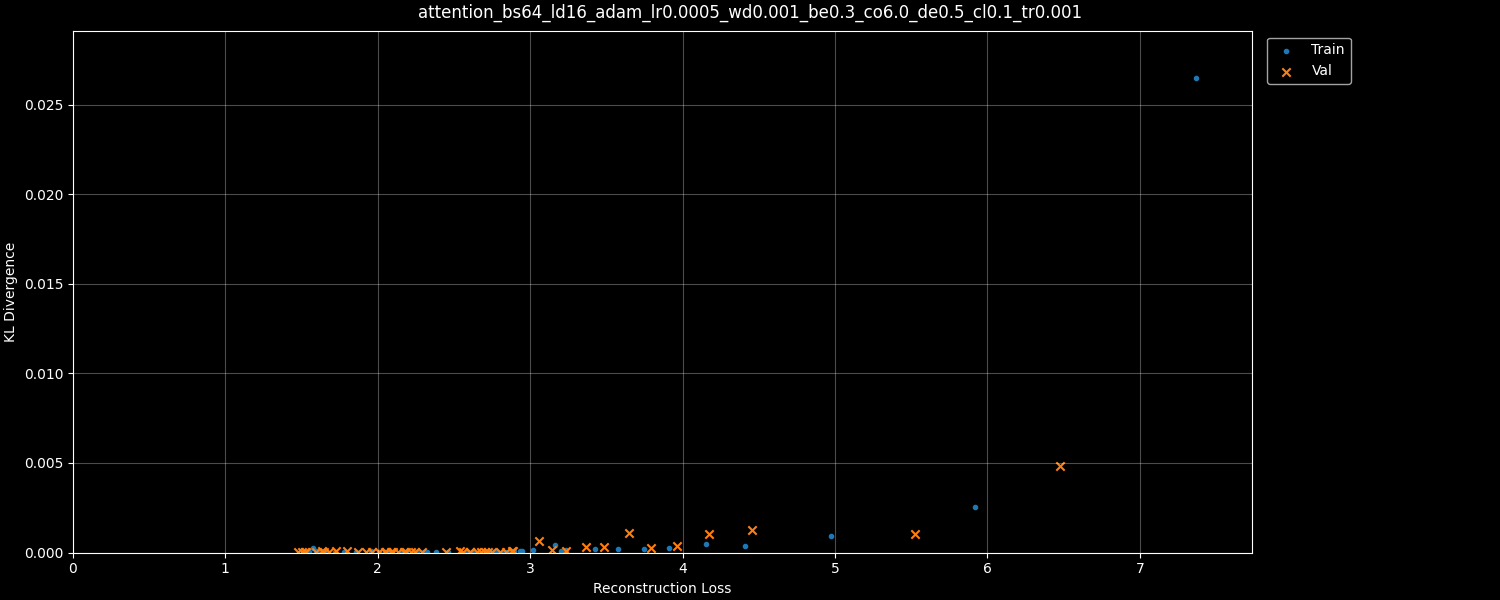 attention_bs64_ld16_adam_lr0.0005_wd0.001_be0.3_co6.0_de0.5_cl0.1_tr0.001
Train
Val
0.025
0.020
0.015
0.010
0.005
0.000
KL Divergence
0 1 2 3 4 5 6 7
Reconstruction Loss